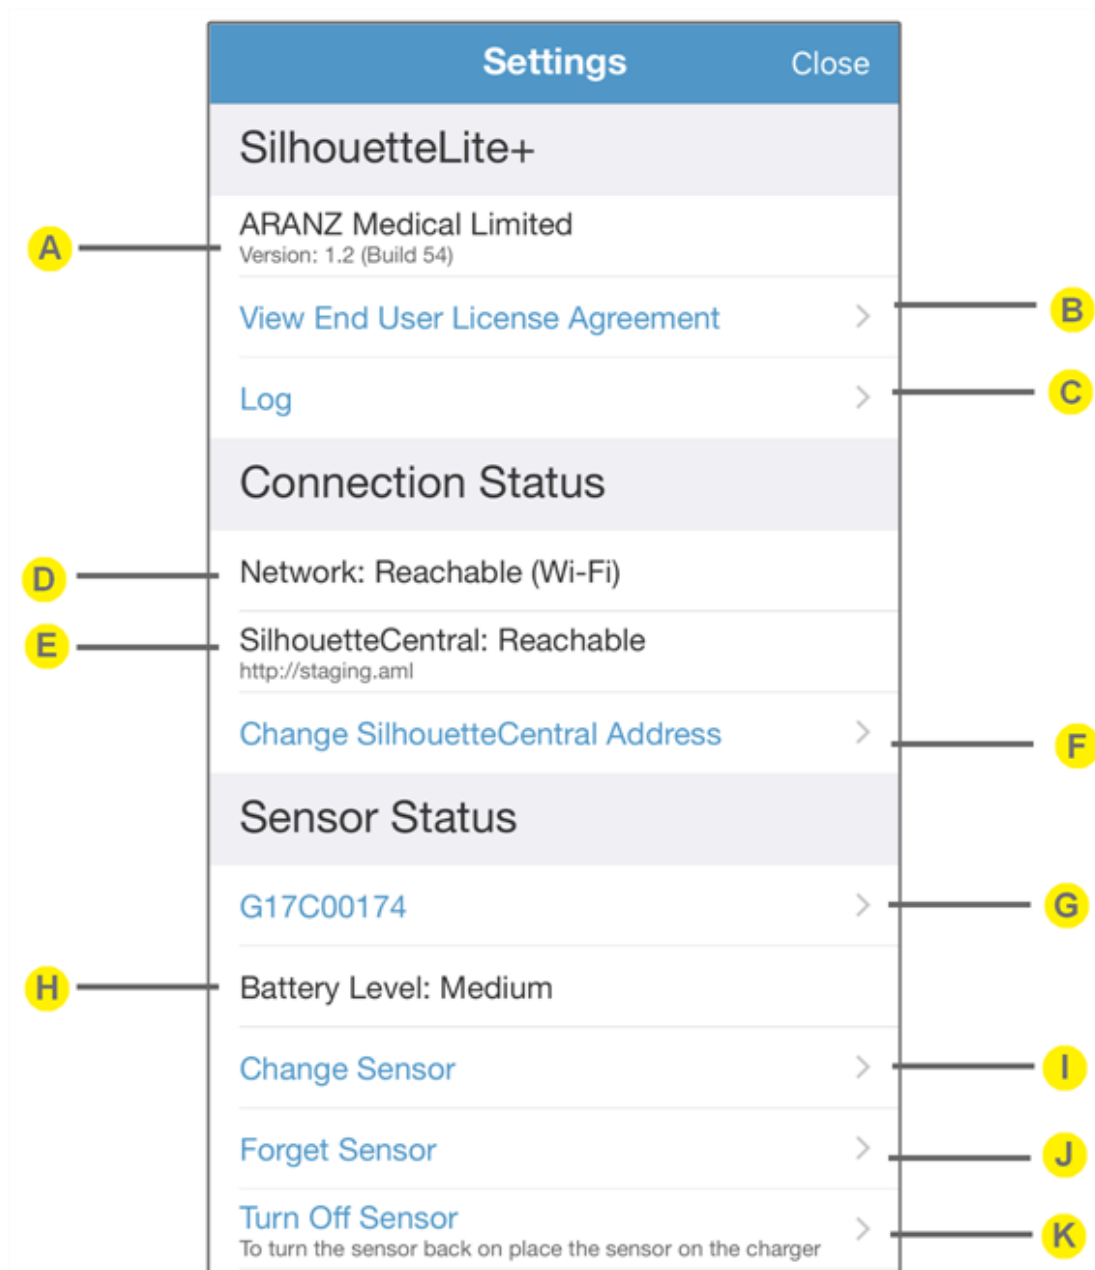 Settings Close
SilhouetteLite+
ARANZ Medical Limited
A
Version: 1.2 (Build 54)
View End User License Agreement
B
Log
C
Connection Status
D
Network: Reachable (Wi-Fi)
E
SilhouetteCentral: Reachable
http://staging.aml
Change SilhouetteCentral Address
F
Sensor Status
G17C00174
G
H
Battery Level: Medium
Change Sensor
I
Forget Sensor
J
Turn Off Sensor
To turn the sensor back on place the sensor on the charger
K